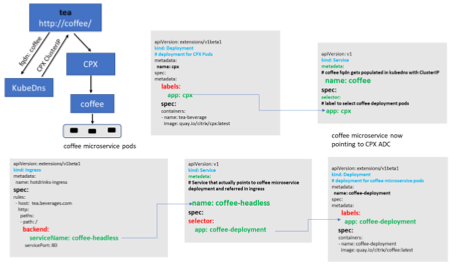 tea
http://coffee/
fqdn: coffee
CPX ClusterIP
KubeDns
CPX
coffee
coffee microservice pods
apiVersion: extensions/v1beta1
kind: Deployment
# deployment for CPX Pods
metadata:
name: cpx
spec:
metadata:
labels:
app: cpx
spec:
containers:
- name: tea-beverage
image: quay.io/citrix/cpx:latest
apiVersion: v1
kind: Service
metadata:
# coffee fqdn gets populated in kubedns with ClusterIP
name: coffee
spec:
selector:
# label to select coffee deployment pods
app: cpx
coffee microservice now
pointing to CPX ADC
apiVersion: extensions/v1beta1
kind: Ingress
metadata:
name: hotdrinks-ingress
spec:
rules:
- host: tea.beverages.com
http:
paths:
- path: /
backend:
serviceName: coffee-headless
servicePort: 80
apiVersion: v1
kind: Service
metadata:
# Service that actually points to coffee microservice
deployment and referred in Ingress
name: coffee-headless
spec:
selector:
app: coffee-deployment
apiVersion: extensions/v1beta1
kind: Deployment
# deployment for coffee microservice pods
metadata:
name: coffee-deployment
metadata:
labels:
app: coffee-deployment
spec:
containers:
- name: coffee-deployment
image: quay.io/citrix/coffee:latest